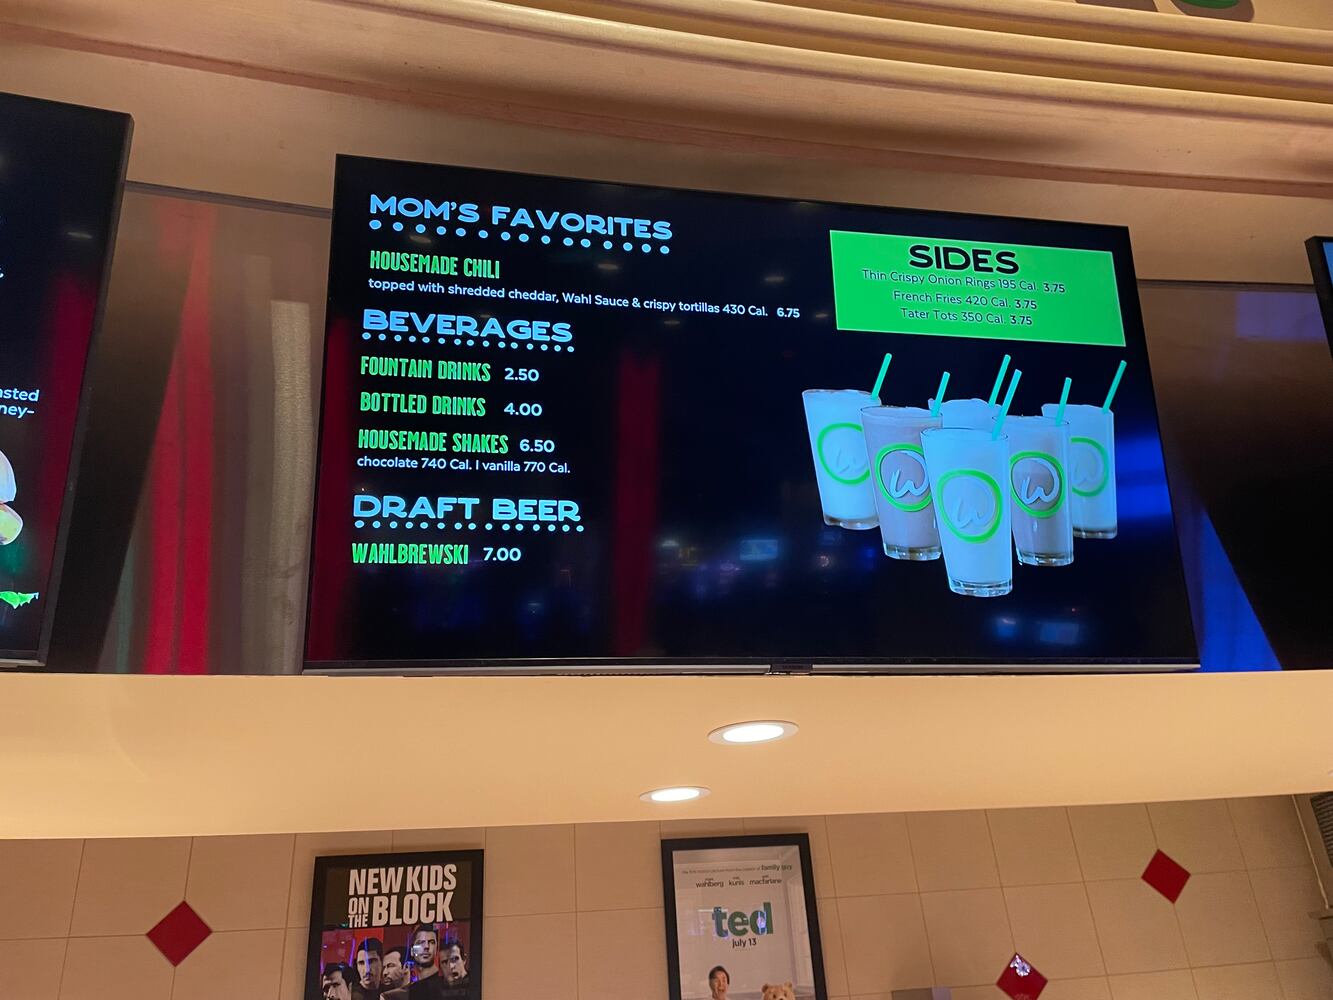 MOM'S FAVORITES
HOUSEMADE CHILI
topped with shredded cheddar, Wahl Sauce & crispy tortillas 430 Cal. 6.75
BEVERAGES
FOUNTAIN DRINKS 2.50
BOTTLED DRINKS 4.00
HOUSEMADE SHAKES 6.50
chocolate 740 Cal. I vanilla 770 Cal.
DRAFT BEER
WAHLBREWSKI 7.00
SIDES
Thin Crispy Onion Rings 195 Cal. 3.75
French Fries 420 Cal. 3.75
Tater Tots 350 Cal. 3.75
W
W
W
W
W
NEW KIDS
ON THE BLOCK
family guy
wahlberg kunis macfarlane
ted
july 13